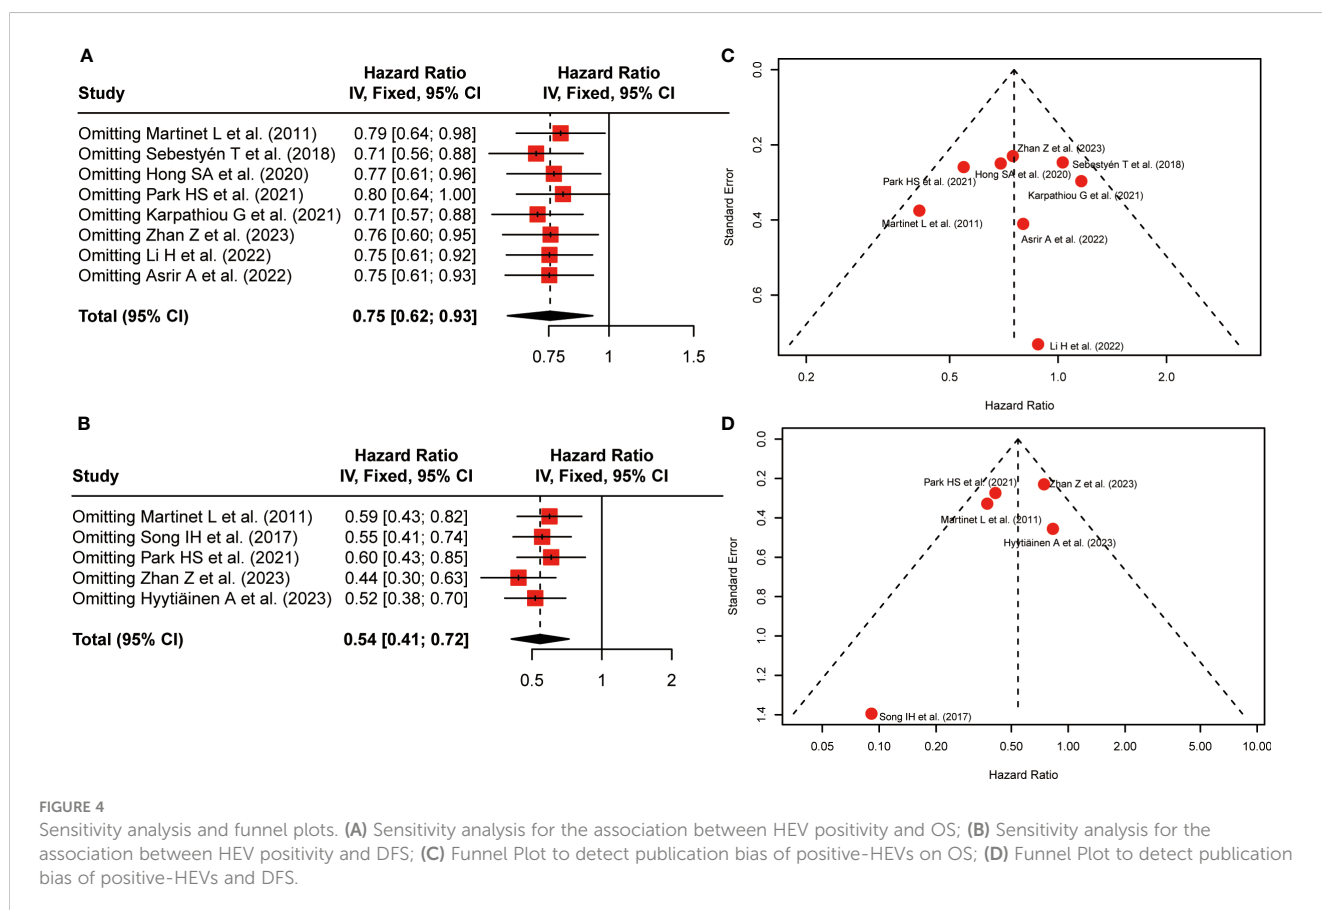 A
Hazard Ratio Hazard Ratio
Study IV, Fixed, 95% CI IV, Fixed, 95% CI
Omitting Martinet L et al. (2011) 0.79 [0.64; 0.98]
Omitting Sebestyén T et al. (2018) 0.71 [0.56; 0.88]
Omitting Hong SA et al. (2020) 0.77 [0.61; 0.96]
Omitting Park HS et al. (2021) 0.80 [0.64; 1.00]
Omitting Karpathiou G et al. (2021) 0.71 [0.57; 0.88]
Omitting Zhan Z et al. (2023) 0.76 [0.60; 0.95]
Omitting Li H et al. (2022) 0.75 [0.61; 0.92]
Omitting Asrir A et al. (2022) 0.75 [0.61; 0.93]
Total (95% CI) 0.75 [0.62; 0.93]
0.75 1 1.5
C
Standard Error
0.0
0.2
0.4
0.6
Zhan Z et al. (2023)
Sebestyén T et al. (2018)
Hong SA et al. (2020)
Park HS et al. (2021)
Karpathiou G et al. (2021)
Martinet L et al. (2011)
Asrir A et al. (2022)
Li H et al. (2022)
0.2 0.5 1.0 2.0
Hazard Ratio
B
Hazard Ratio Hazard Ratio
Study IV, Fixed, 95% CI IV, Fixed, 95% CI
Omitting Martinet L et al. (2011) 0.59 [0.43; 0.82]
Omitting Song IH et al. (2017) 0.55 [0.41; 0.74]
Omitting Park HS et al. (2021) 0.60 [0.43; 0.85]
Omitting Zhan Z et al. (2023) 0.44 [0.30; 0.63]
Omitting Hyytiäinen A et al. (2023) 0.52 [0.38; 0.70]
Total (95% CI) 0.54 [0.41; 0.72]
0.5 1 2
D
Standard Error
0.0
0.2
0.4
0.6
0.8
1.0
1.2
1.4
Park HS et al. (2021)
Zhan Z et al. (2023)
Martinet L et al. (2011)
Hyytiäinen A et al. (2023)
Song IH et al. (2017)
0.05 0.10 0.20 0.50 1.00 2.00 5.00 10.00
Hazard Ratio
FIGURE 4
Sensitivity analysis and funnel plots. (A) Sensitivity analysis for the association between HEV positivity and OS; (B) Sensitivity analysis for the
association between HEV positivity and DFS; (C) Funnel Plot to detect publication bias of positive-HEVs on OS; (D) Funnel Plot to detect publication
bias of positive-HEVs and DFS.